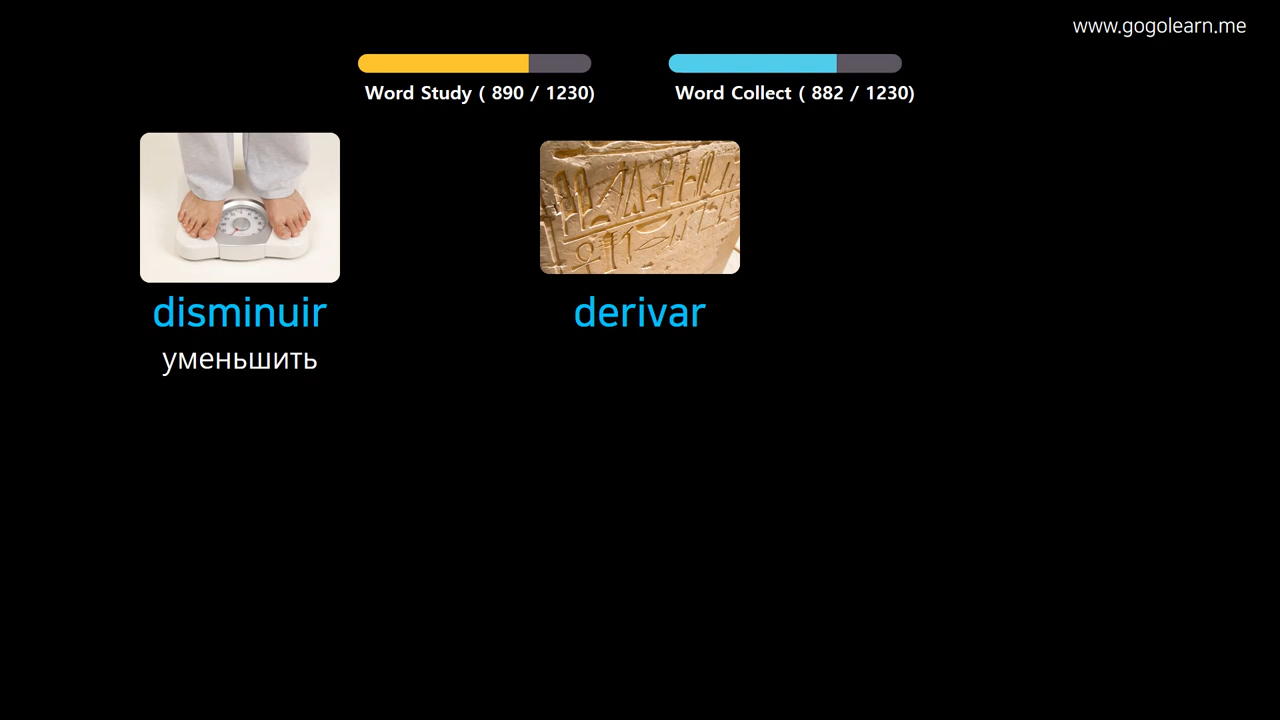 www.gogolearn.me
Word Study ( 890 / 1230)
Word Collect ( 882 / 1230)
disminuir
derivar
уменьшить